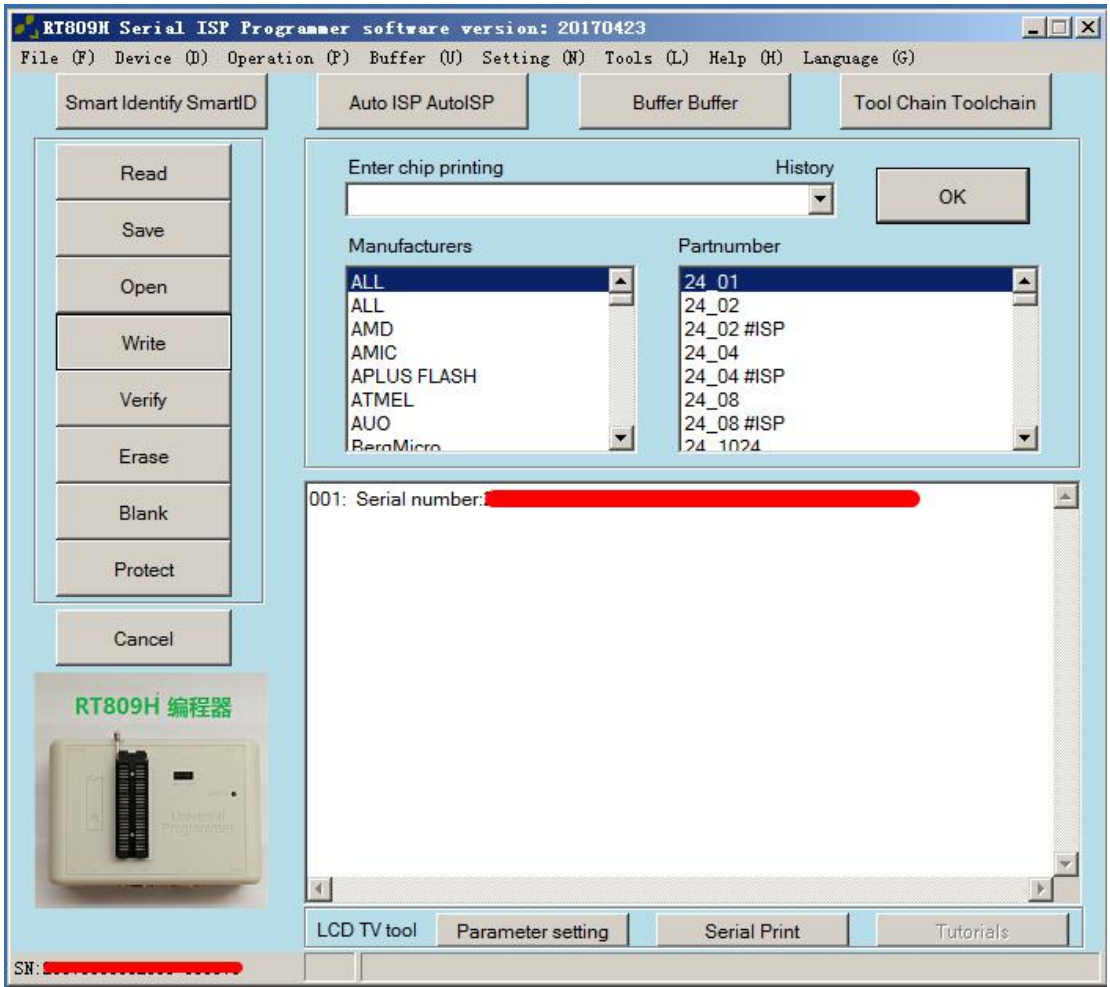 RT809H Serial ISP Programmer software version: 20170423
File (F) Device (D) Operation (P) Buffer (U) Setting (N) Tools (L) Help (H) Language (G)
Smart Identify SmartID
Auto ISP AutoISP
Buffer Buffer
Tool Chain Toolchain
Read
Save
Open
Write
Verify
Erase
Blank
Protect
Cancel
Enter chip printing
History
OK
Manufacturers
ALL
ALL
AMD
AMIC
APLUS FLASH
ATMEL
AUO
BergMicro
Partnumber
24_01
24_02
24_02 #ISP
24_04
24_04 #ISP
24_08
24_08 #ISP
24_1024
001: Serial number:
RT809H 编程器
Universal
Programmer
LCD TV tool
Parameter setting
Serial Print
Tutorials
SN: